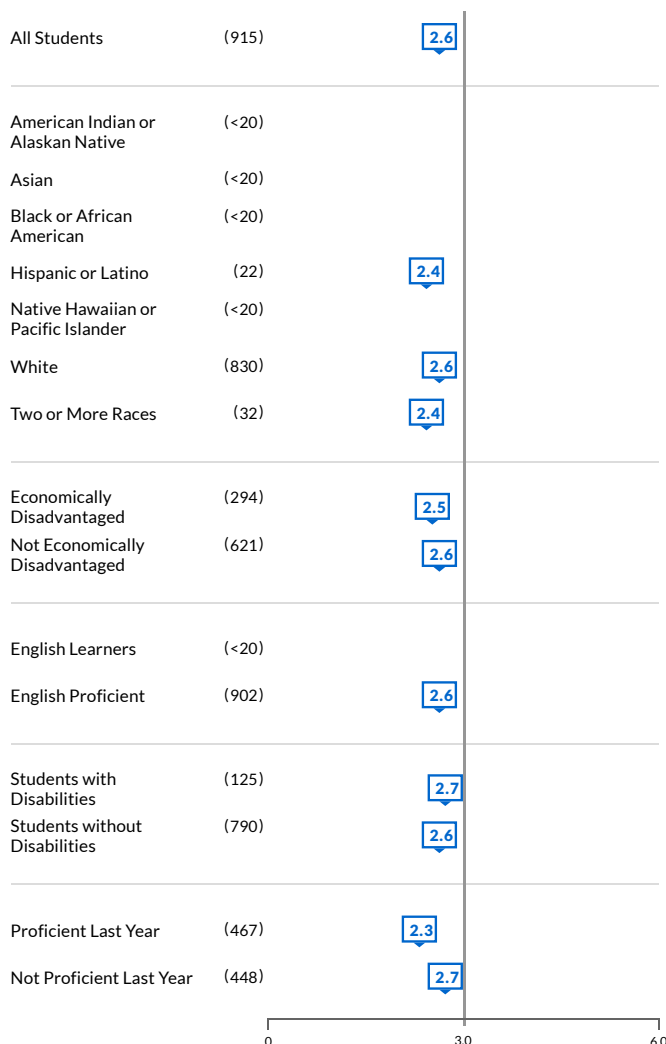 All Students (915) 2.6
American Indian or (<20)
Alaskan Native
Asian (<20)
Black or African (<20)
American
Hispanic or Latino (22) 2.4
Native Hawaiian or (<20)
Pacific Islander
White (830) 2.6
Two or More Races (32) 2.4
Economically (294) 2.5
Disadvantaged
Not Economically (621) 2.6
Disadvantaged
English Learners (<20)
English Proficient (902) 2.6
Students with (125) 2.7
Disabilities
Students without (790) 2.6
Disabilities
Proficient Last Year (467) 2.3
Not Proficient Last Year (448) 2.7
0 3.0 6.0